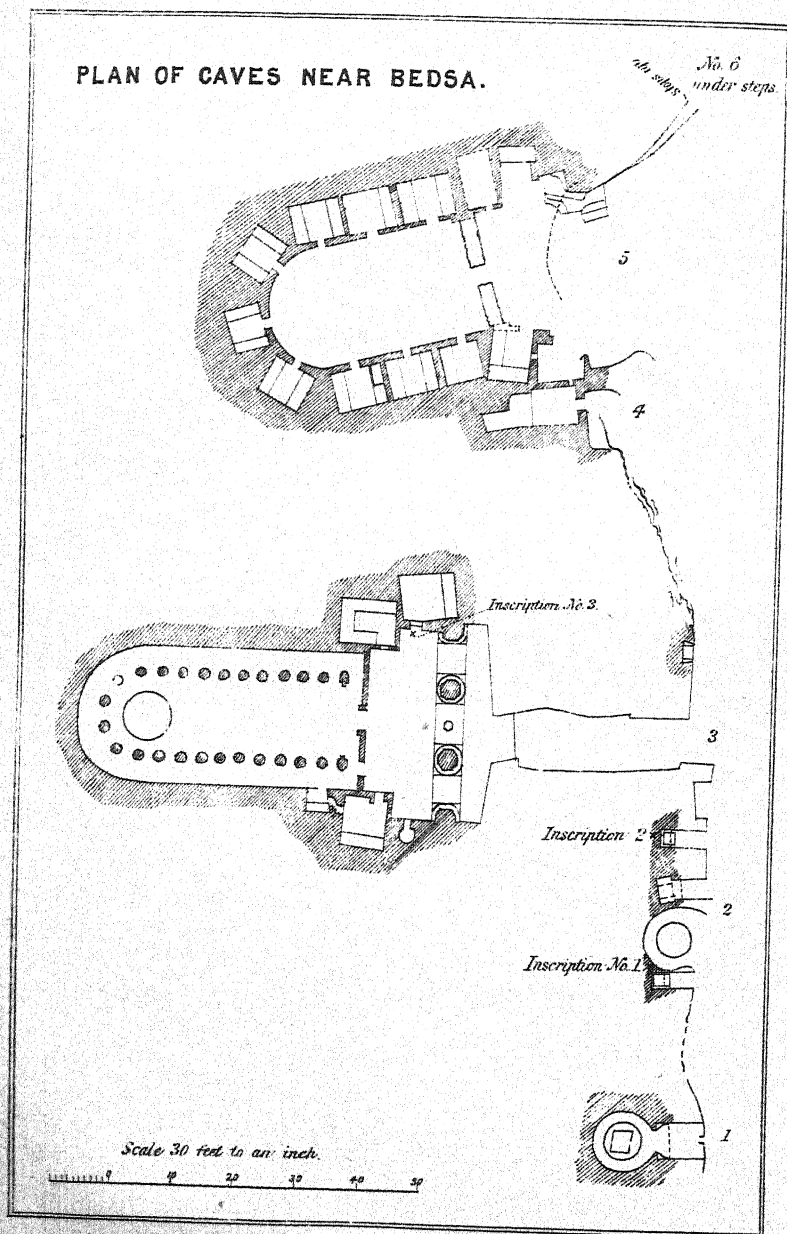 PLAN OF CAVES NEAR BEDSA.
No. 6
under steps.
steps
5
4
Inscription No. 3.
3
Inscription 2
2
Inscription No. 1
1
Scale 30 feet to an inch.
0 10 20 30 40 50